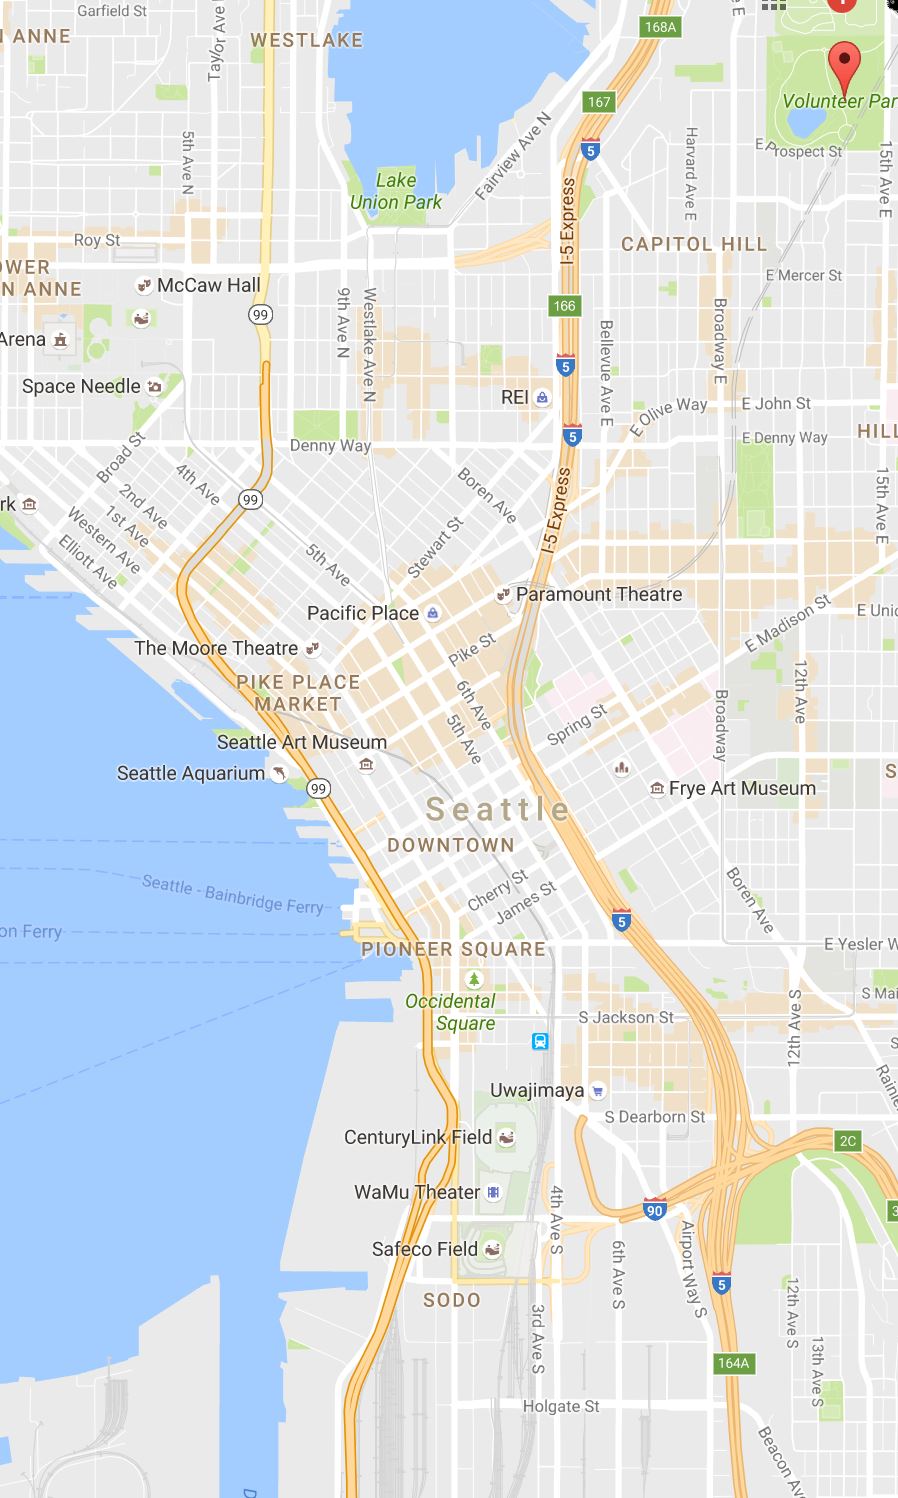 Garfield St
168A
N ANNE
WESTLAKE
Taylor Ave N
E
167
Volunteer Par
5
Fairview Ave N
5th Ave N
Harvard Ave E
E Prospect St
15th Ave E
Lake
Union Park
I-5 Express
Roy St
CAPITOL HILL
OWER
N ANNE
E Mercer St
McCaw Hall
99
166
9th Ave N
Westlake Ave N
Bellevue Ave E
Broadway E
Arena
5
Space Needle
REI
E Olive Way
E John St
5
Denny Way
E Denny Way
HILL
Broad St
4th Ave
Boren Ave
15th Ave E
rk
99
2nd Ave
1st Ave
Western Ave
Elliott Ave
I-5 Express
Stewart St
5th Ave
Paramount Theatre
Pacific Place
E Madison St
E Unio
The Moore Theatre
Pike St
PIKE PLACE
MARKET
6th Ave
5th Ave
12th Ave
Broadway
Spring St
Seattle Art Museum
Seattle Aquarium
S
99
Frye Art Museum
Seattle
DOWNTOWN
Seattle - Bainbridge Ferry
Cherry St
James St
Boren Ave
5
on Ferry
PIONEER SQUARE
E Yesler W
Occidental
Square
S Mai
S Jackson St
12th Ave S
S
Uwajimaya
Rainie
S Dearborn St
CenturyLink Field
2C
WaMu Theater
4th Ave S
90
3
Safeco Field
6th Ave S
Airport Way S
5
SODO
12th Ave S
3rd Ave S
13th Ave S
164A
Holgate St
Beacon Av
D